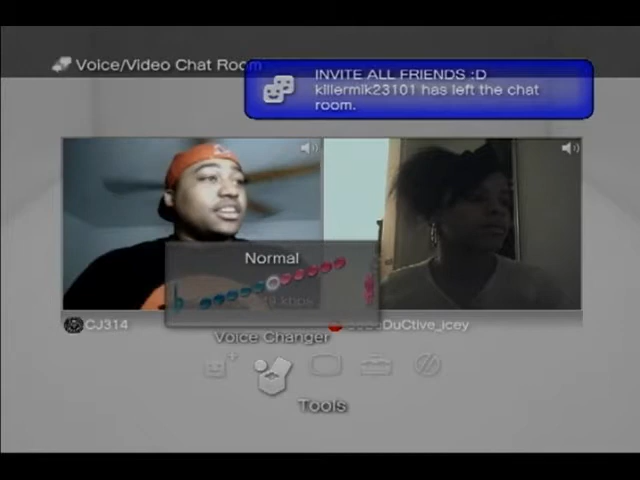 Voice/Video Chat Room
INVITE ALL FRIENDS :D
killermik23101 has left the chat
room.
Normal
kbps
CJ314
DuCtive_icey
Voice Changer
Tools